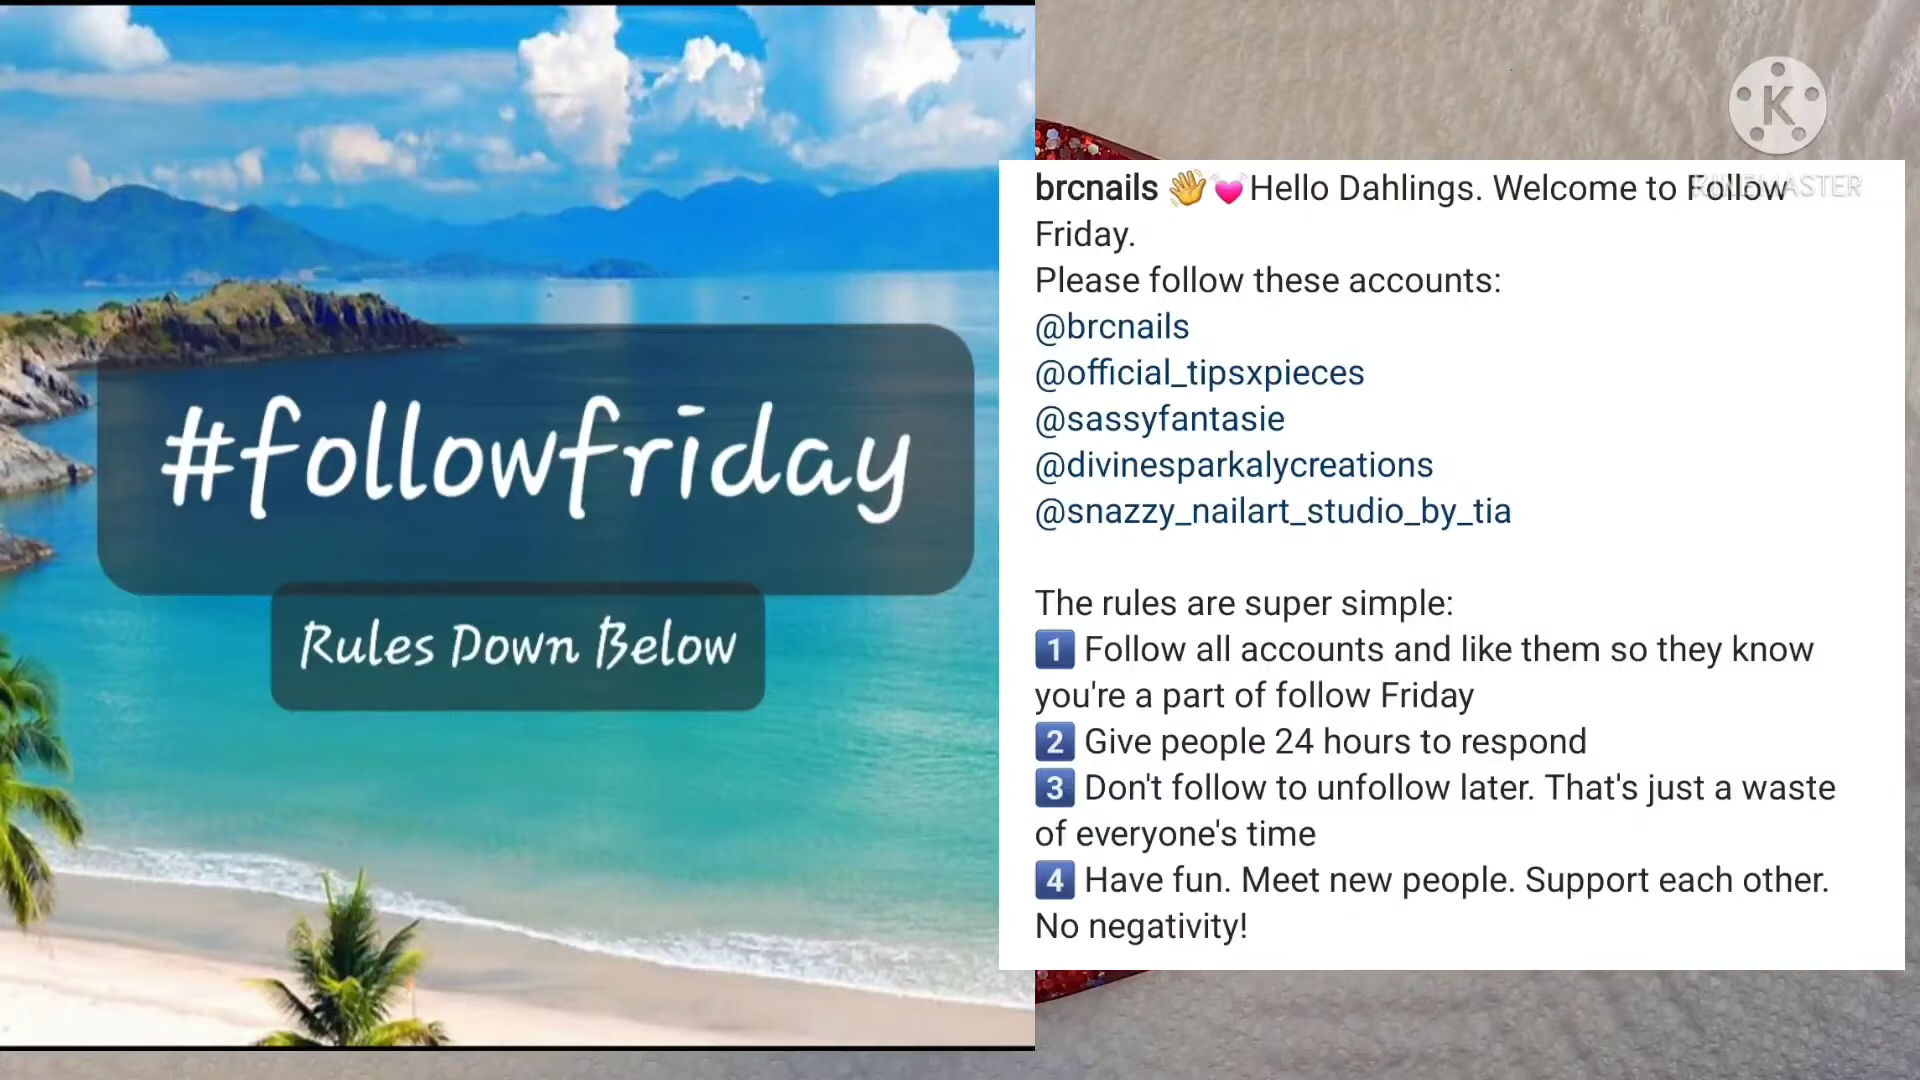 #followfriday
Rules Down Below
K
KINEMASTER
brcnails 👋💓Hello Dahlings. Welcome to Follow
Friday.
Please follow these accounts:
@brcnails
@official_tipsxpieces
@sassyfantasie
@divinesparkalycreations
@snazzy_nailart_studio_by_tia
The rules are super simple:
1️⃣ Follow all accounts and like them so they know
you're a part of follow Friday
2️⃣ Give people 24 hours to respond
3️⃣ Don't follow to unfollow later. That's just a waste
of everyone's time
4️⃣ Have fun. Meet new people. Support each other.
No negativity!